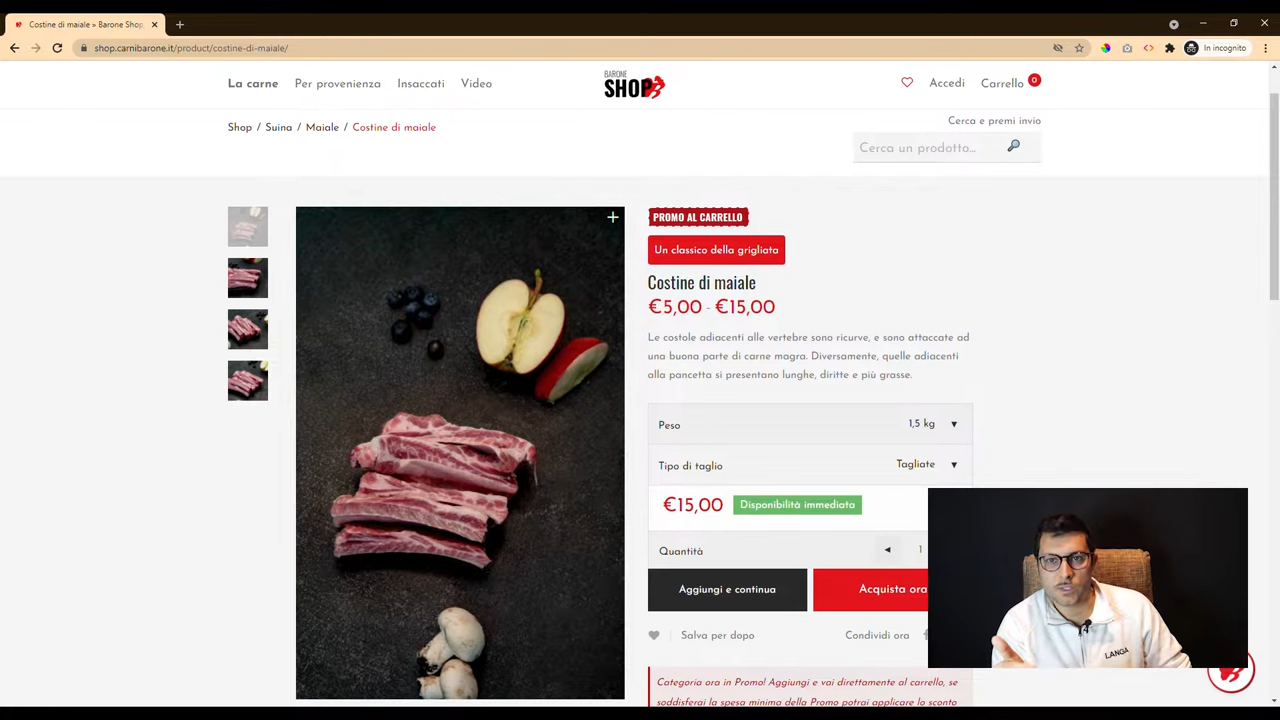 Costine di maiale » Barone Shop,
shop.carnibarone.it/product/costine-di-maiale/
In incognito
La carne
Per provenienza
Insaccati
Video
BARONE
SHOP
Accedi
Carrello
0
Shop / Suina / Maiale / Costine di maiale
Cerca e premi invio
Cerca un prodotto...
PROMO AL CARRELLO
Un classico della grigliata
Costine di maiale
€5,00 - €15,00
Le costole adiacenti alle vertebre sono ricurve, e sono attaccate ad
una buona parte di carne magra. Diversamente, quelle adiacenti
alla pancetta si presentano lunghe, diritte e più grasse.
Peso
1,5 kg
Tipo di taglio
Tagliate
€15,00
Disponibilità immediata
Quantità
1
Aggiungi e continua
Acquista ora
Salva per dopo
Condividi ora
LANGA
Categoria ora in Promo! Aggiungi e vai direttamente al carrello, se
soddisferai la spesa minima della Promo potrai applicare lo sconto